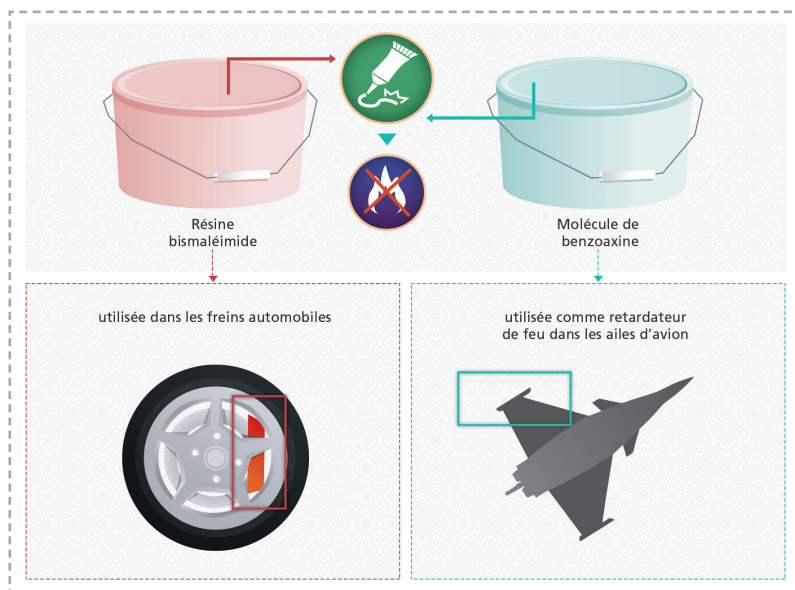 Résine
bismaléimide
Molécule de
benzoaxine
utilisée dans les freins automobiles
utilisée comme retardateur
de feu dans les ailes d’avion